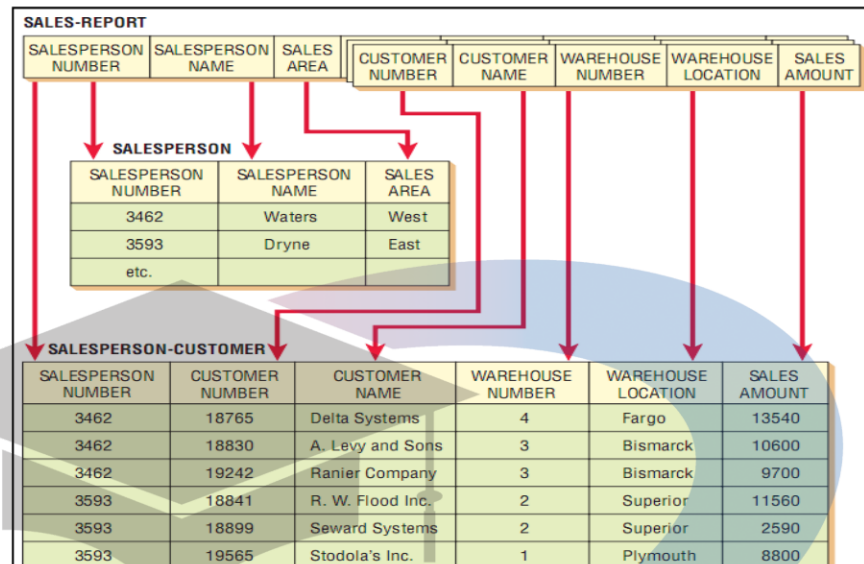 SALES-REPORT
SALESPERSON NUMBER SALESPERSON NAME SALES AREA CUSTOMER NUMBER CUSTOMER NAME WAREHOUSE NUMBER WAREHOUSE LOCATION SALES AMOUNT
SALESPERSON
SALESPERSON NUMBER SALESPERSON NAME SALES AREA
3462 Waters West
3593 Dryne East
etc.
SALESPERSON-CUSTOMER
SALESPERSON NUMBER CUSTOMER NUMBER CUSTOMER NAME WAREHOUSE NUMBER WAREHOUSE LOCATION SALES AMOUNT
3462 18765 Delta Systems 4 Fargo 13540
3462 18830 A. Levy and Sons 3 Bismarck 10600
3462 19242 Ranier Company 3 Bismarck 9700
3593 18841 R. W. Flood Inc. 2 Superior 11560
3593 18899 Seward Systems 2 Superior 2590
3593 19565 Stodola's Inc. 1 Plymouth 8800